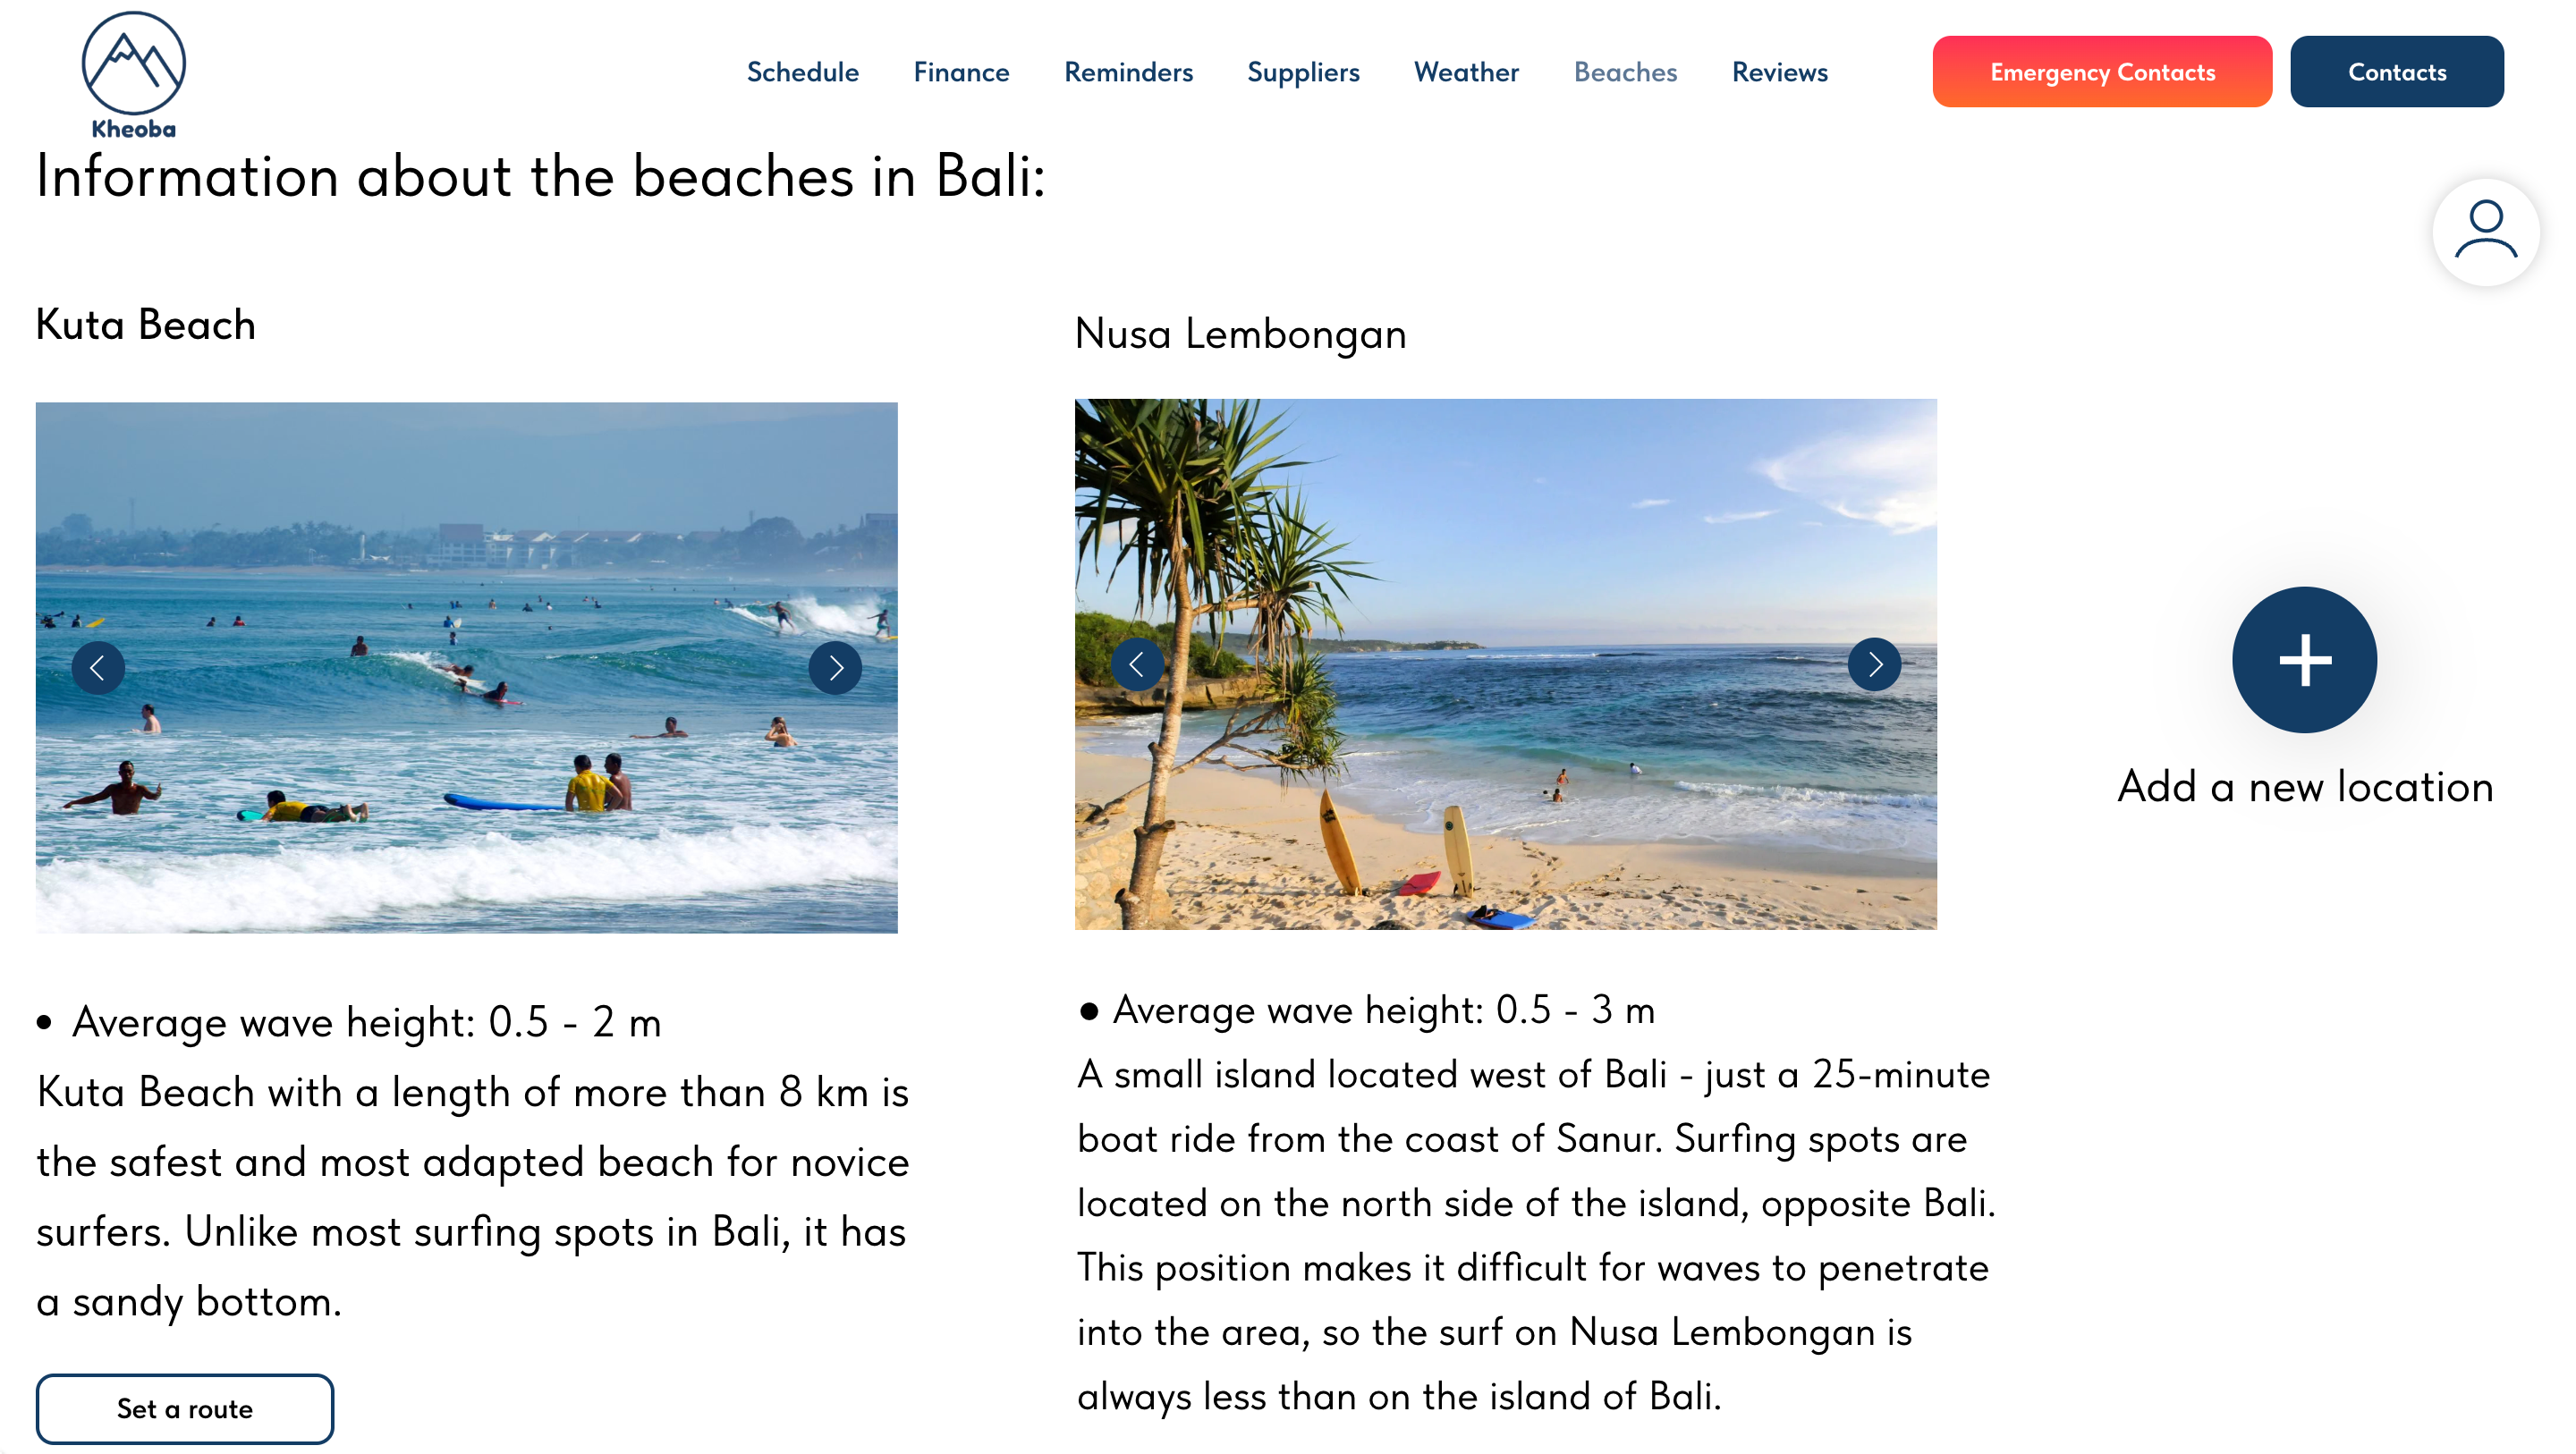 Kheoba
Schedule
Finance
Reminders
Suppliers
Weather
Beaches
Reviews
Emergency Contacts
Contacts
Information about the beaches in Bali:
Kuta Beach
• Average wave height: 0.5 - 2 m
Kuta Beach with a length of more than 8 km is
the safest and most adapted beach for novice
surfers. Unlike most surfing spots in Bali, it has
a sandy bottom.
Set a route
Nusa Lembongan
● Average wave height: 0.5 - 3 m
A small island located west of Bali - just a 25-minute
boat ride from the coast of Sanur. Surfing spots are
located on the north side of the island, opposite Bali.
This position makes it difficult for waves to penetrate
into the area, so the surf on Nusa Lembongan is
always less than on the island of Bali.
Add a new location